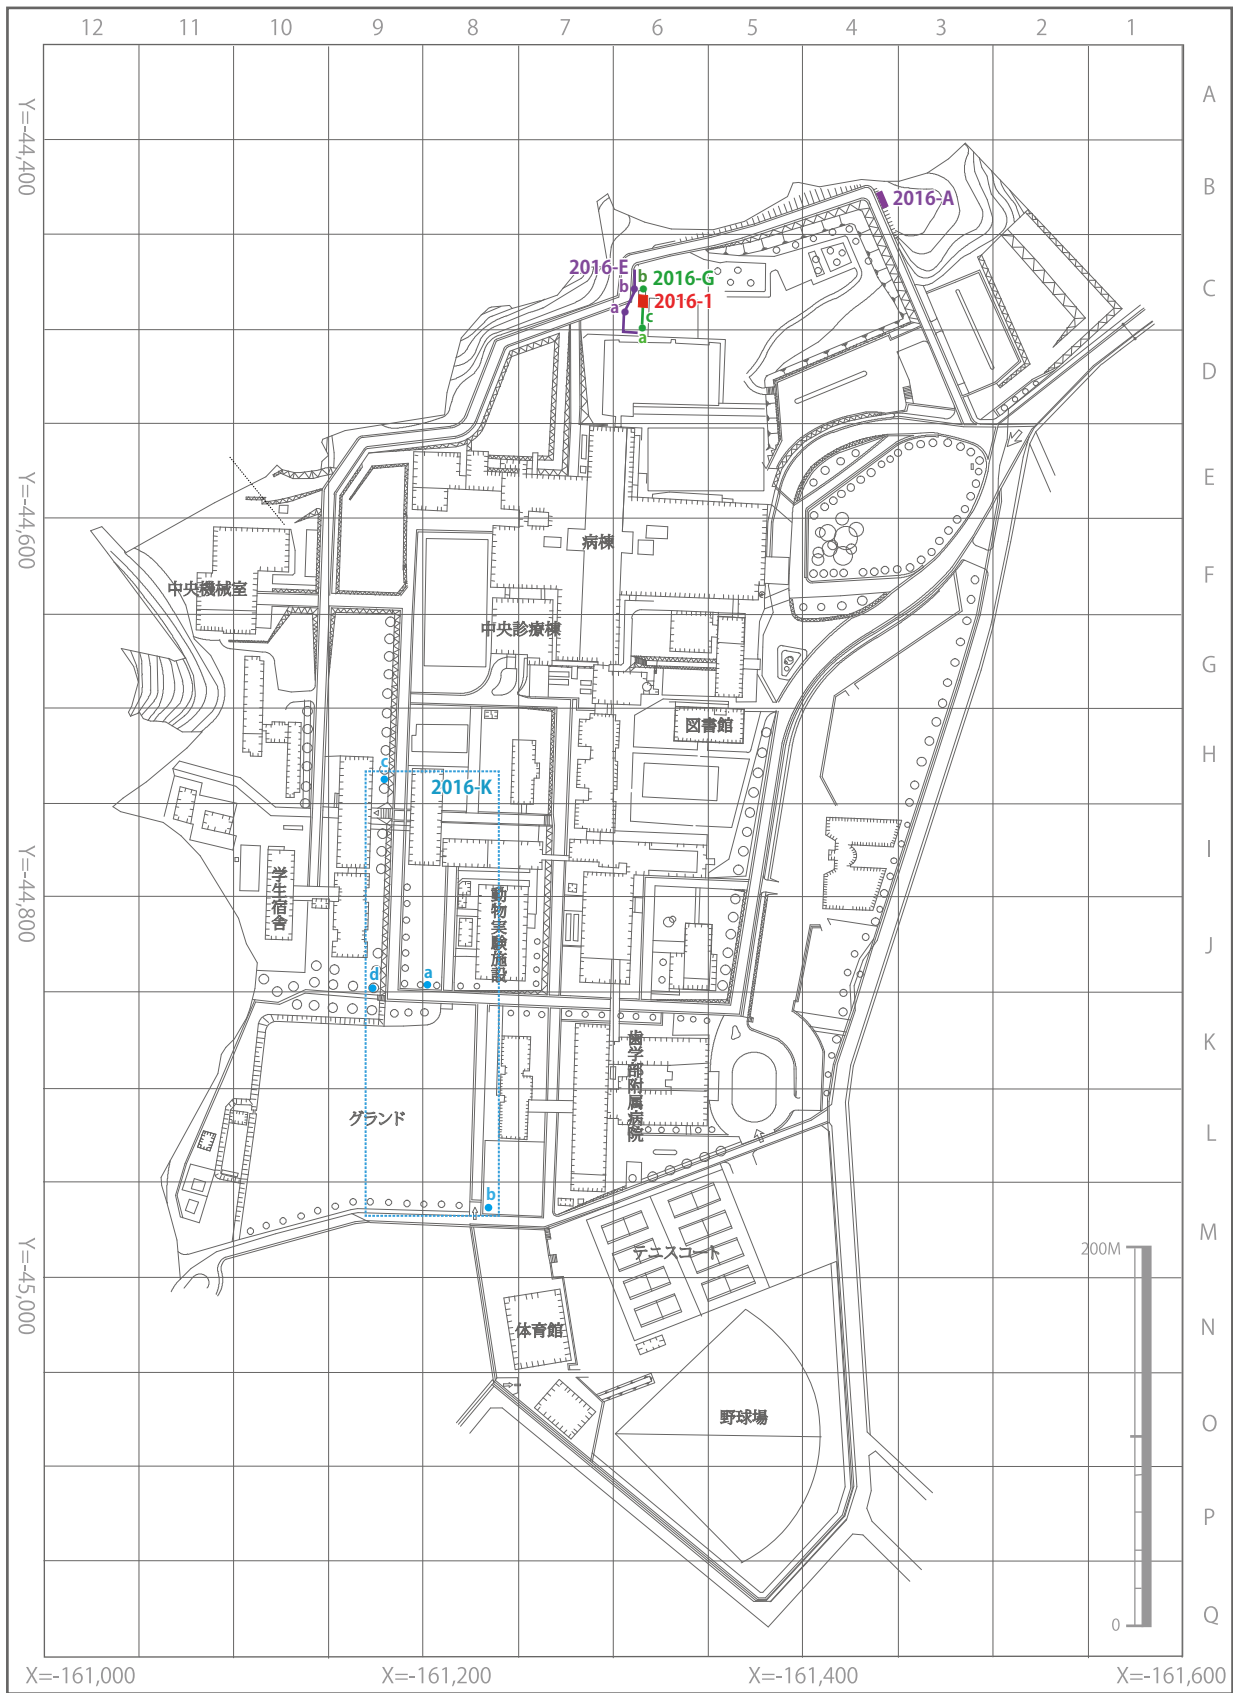 12 11 10 9 8 7 6 5 4 3 2 1
A
Y=-44,400
B
2016-A
2016-E
b
b
2016-G
C
2016-1
a
c
a
D
E
Y=-44,600
病棟
F
中央機械室
中央診療棟
G
図書館
H
c
2016-K
Y=-44,800
I
学生宿舎
動物実験施設
J
d
a
K
歯学部附属病院
グランド
L
b
M
テニスコート
200M
Y=-45,000
体育館
N
野球場
O
P
0
Q
X=-161,000 X=-161,200 X=-161,400 X=-161,600